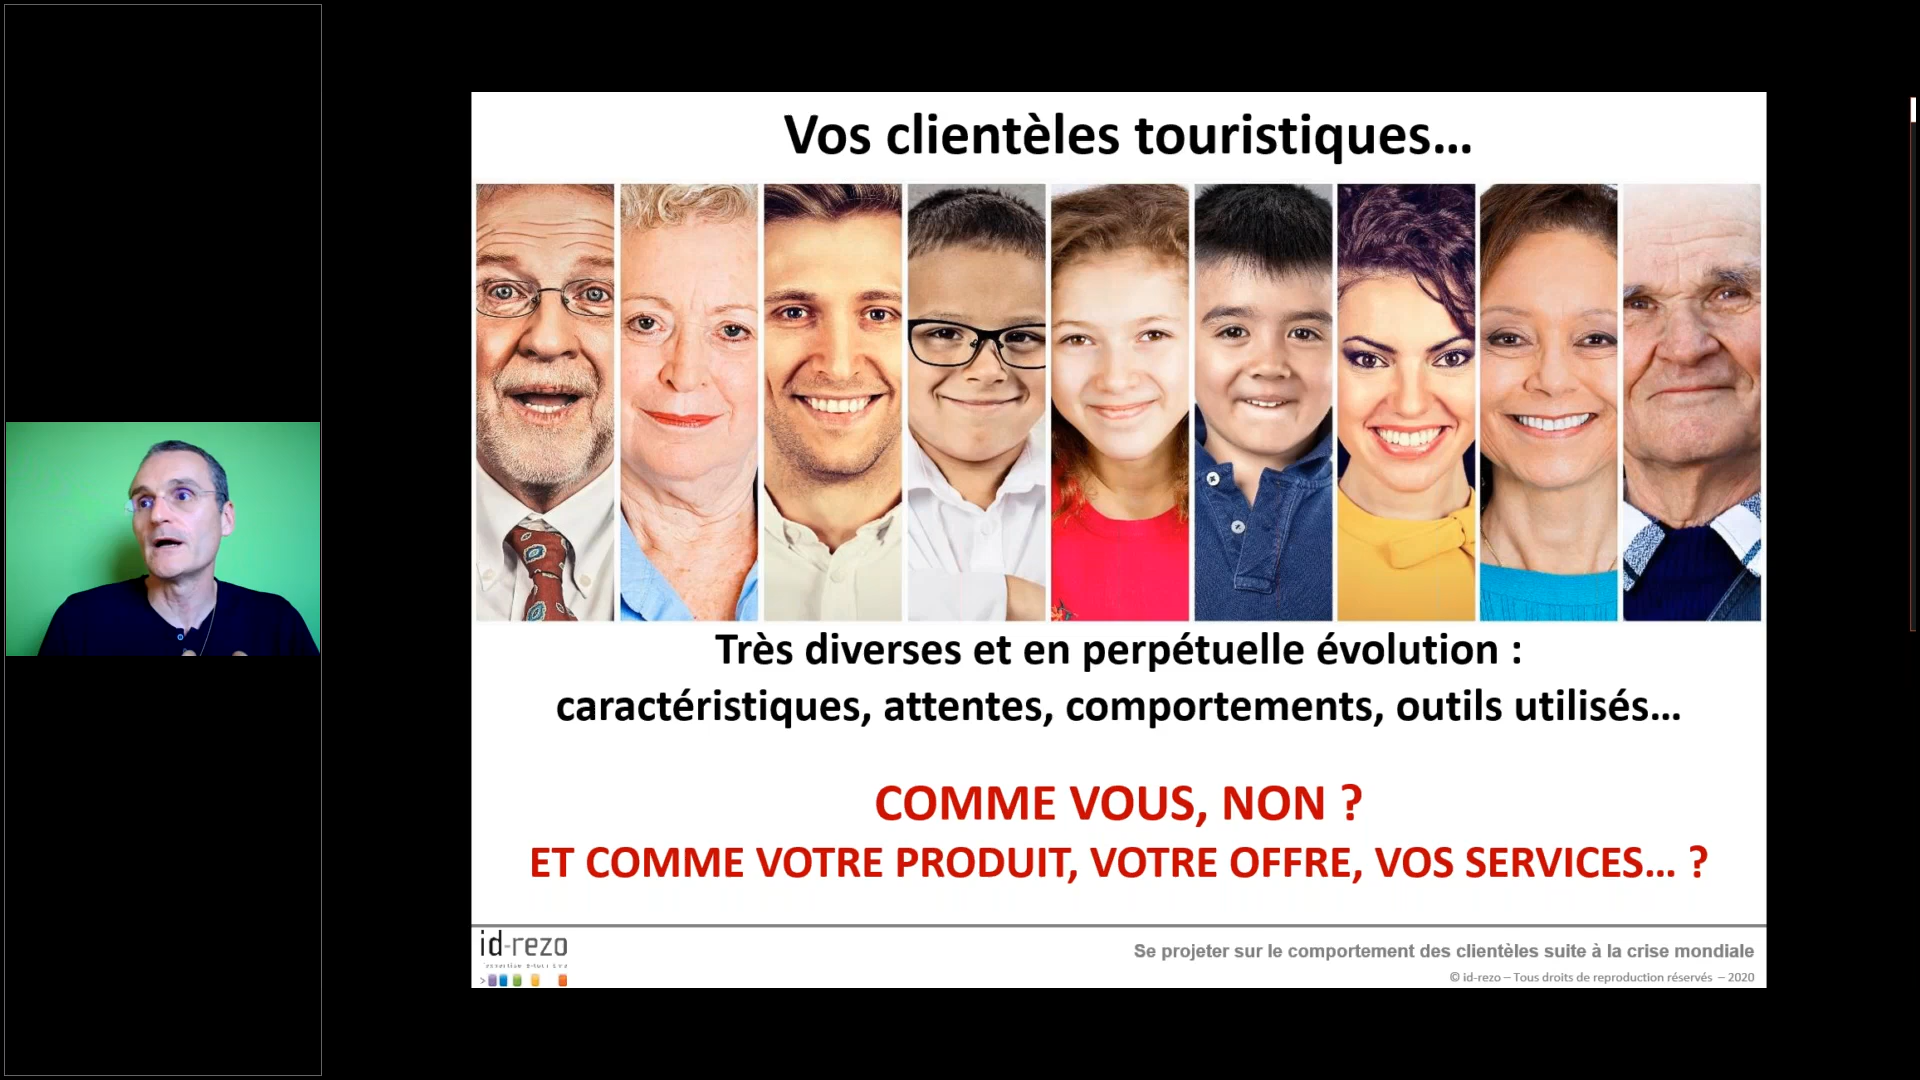 Vos clientèles touristiques…
Très diverses et en perpétuelle évolution :
caractéristiques, attentes, comportements, outils utilisés…
COMME VOUS, NON ?
ET COMME VOTRE PRODUIT, VOTRE OFFRE, VOS SERVICES… ?
id-rezo
Se projeter sur le comportement des clientèles suite à la crise mondiale
© id-rezo – Tous droits de reproduction réservés – 2020